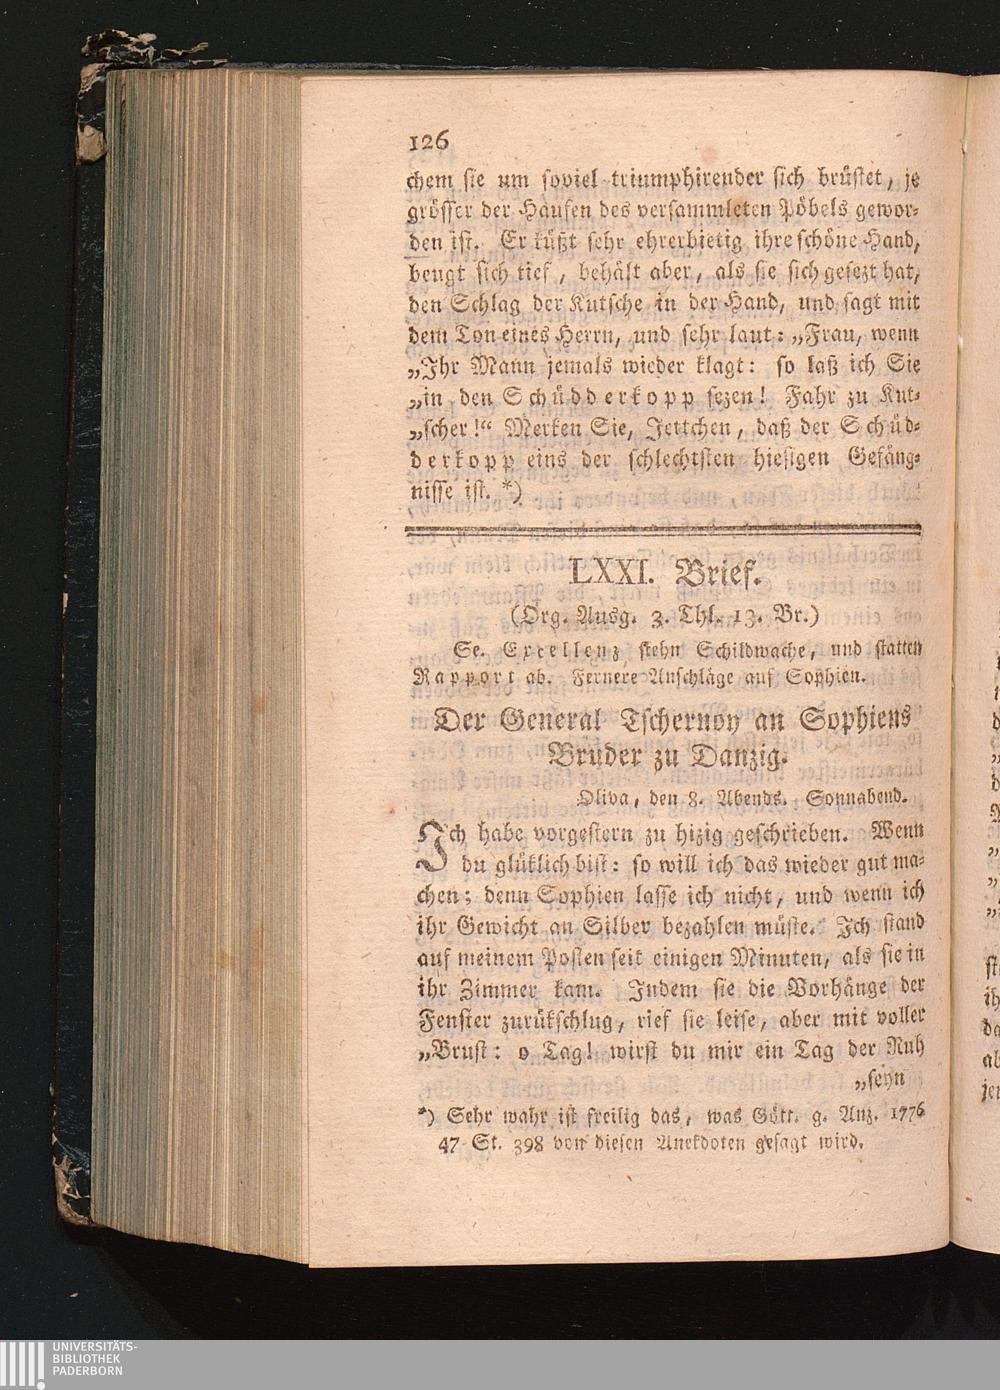 126
chem sie um soviel triumphirender sich brüstet, je
grösser der Haufen des versammleten Pöbels gewor-
den ist. Er küßt sehr ehrerbietig ihre schöne Hand,
beugt sich tief, behält aber, als sie sich gesezt hat,
den Schlag der Kutsche in der Hand, und sagt mit
dem Ton eines Herrn, und sehr laut: „Frau, wenn
„Ihr Mann jemals wieder klagt: so laß ich Sie
„in den Schüdderkopp sezen! Fahr zu Kut-
„scher!“ Merken Sie, Jettchen, daß der Schüd-
derkopp eins der schlechtsten hiesigen Gefäng-
nisse ist. *)
LXXI. Brief.
(Org. Ausg. 3. Thl. 13. Br.)
Se. Excellenz stehn Schildwache, und statten
Rapport ab. Fernere Anschläge auf Sophien.
Der General Tschernoy an Sophiens
Bruder zu Danzig.
Oliva, den 8. Abends. Sonnabend.
Ich habe vorgestern zu hizig geschrieben. Wenn
du glüklich bist: so will ich das wieder gut ma-
chen; denn Sophien lasse ich nicht, und wenn ich
ihr Gewicht an Silber bezahlen müste. Ich stand
auf meinem Posten seit einigen Minuten, als sie in
ihr Zimmer kam. Indem sie die Vorhänge der
Fenster zurükschlug, rief sie leise, aber mit voller
„Brust: o Tag! wirst du mir ein Tag der Ruh
„seyn
*) Sehr wahr ist freilig das, was Gött. g. Anz. 1776
47 St. 398 von diesen Anekdoten gesagt wird.
UNIVERSITÄTS-
BIBLIOTHEK
PADERBORN